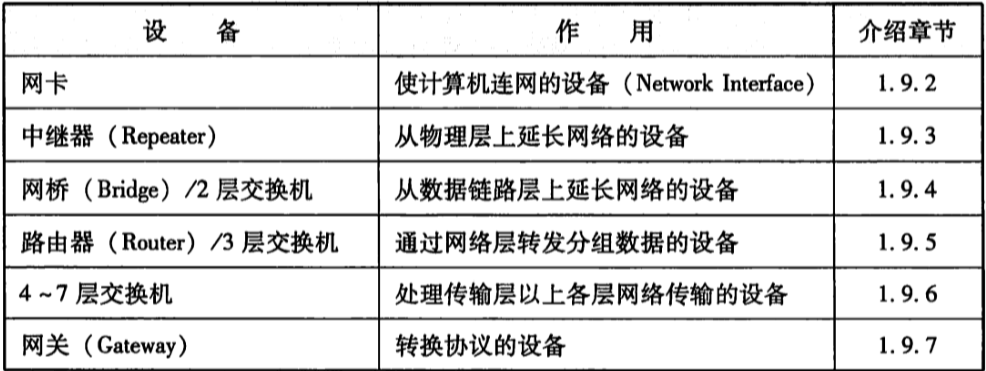 设 备 作 用 介绍章节
网卡 使计算机连网的设备（Network Interface） 1.9.2
中继器（Repeater） 从物理层上延长网络的设备 1.9.3
网桥（Bridge）/2 层交换机 从数据链路层上延长网络的设备 1.9.4
路由器（Router）/3 层交换机 通过网络层转发分组数据的设备 1.9.5
4～7 层交换机 处理传输层以上各层网络传输的设备 1.9.6
网关（Gateway） 转换协议的设备 1.9.7